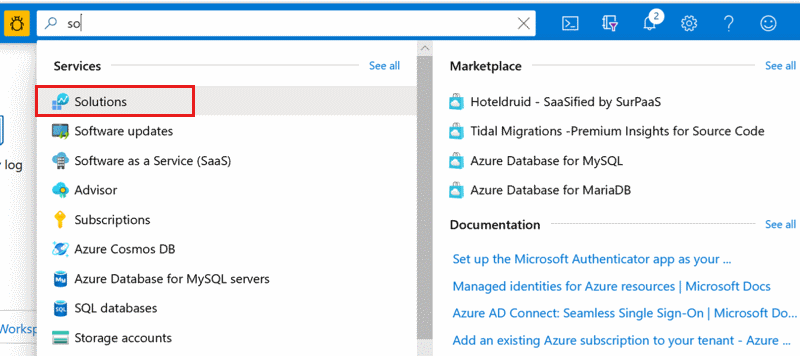 so
2
Services
See all
Solutions
Software updates
Software as a Service (SaaS)
Advisor
Subscriptions
Azure Cosmos DB
Azure Database for MySQL servers
SQL databases
Storage accounts
Marketplace
See all
Hoteldruid - SaaSified by SurPaaS
Tidal Migrations -Premium Insights for Source Code
Azure Database for MySQL
Azure Database for MariaDB
Documentation
See all
Set up the Microsoft Authenticator app as your ...
Managed identities for Azure resources | Microsoft Docs
Azure AD Connect: Seamless Single Sign-On | Microsoft Do...
Add an existing Azure subscription to your tenant - Azure ...
log
Worksp